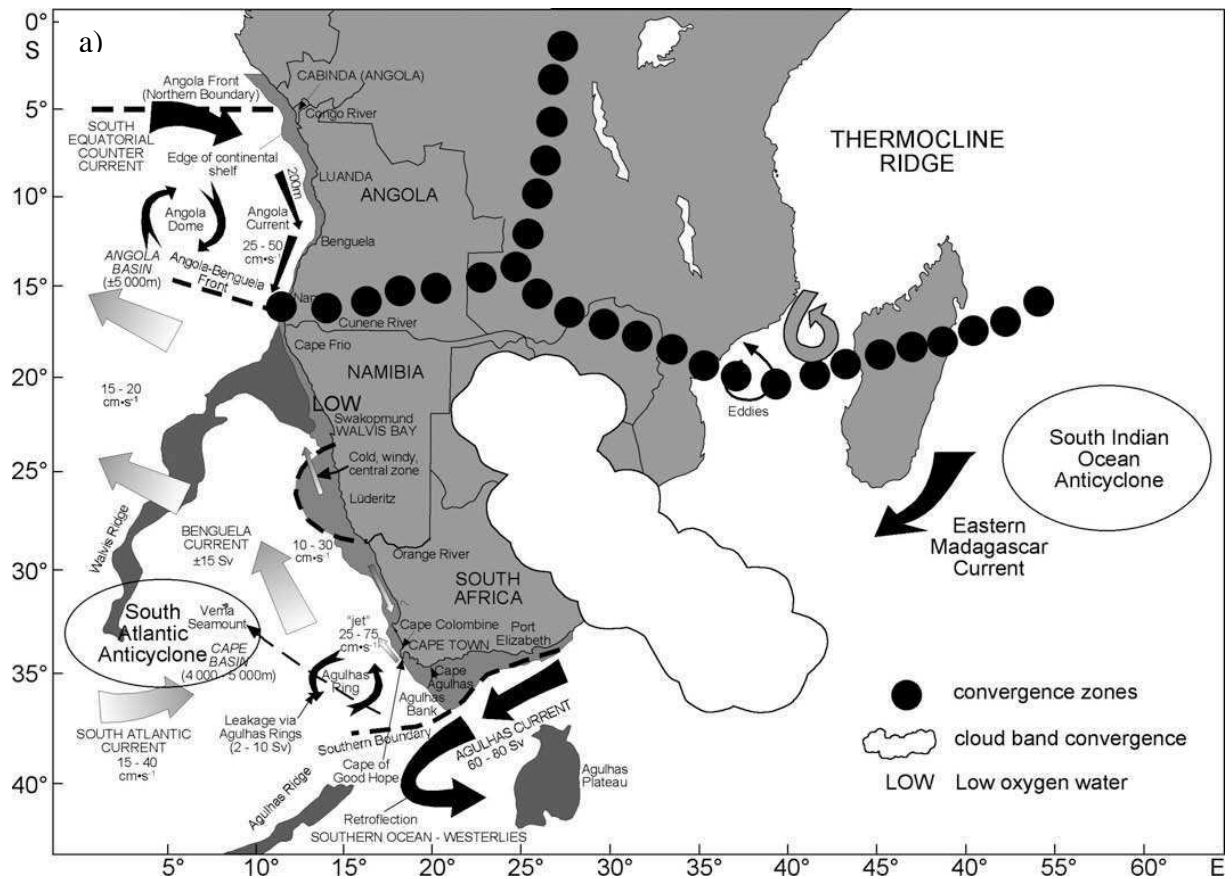 a)
0°
S
5°
10°
15°
20°
25°
30°
35°
40°
Angola Front
(Northern Boundary)
CABINDA (ANGOLA)
Congo River
SOUTH
EQUATORIAL
COUNTER
CURRENT
Edge of continental
shelf
200m
LUANDA
ANGOLA
THERMOCLINE
RIDGE
Angola
Dome
Angola
Current
25 - 50
cm•s⁻¹
Benguela
ANGOLA
BASIN
(±5 000m)
Angola-Benguela
Front
Nam
Cunene River
Cape Frio
NAMIBIA
15 - 20
cm•s⁻¹
LOW
Swakopmund
WALVIS BAY
Eddies
Cold, windy,
central zone
Lüderitz
South Indian
Ocean
Anticyclone
Eastern
Madagascar
Current
Walvis Ridge
BENGUELA
CURRENT
±15 Sv
10 - 30
cm•s⁻¹
Orange River
SOUTH
AFRICA
South
Atlantic
Anticyclone
Vema
Seamount
CAPE
BASIN
(4 000 - 5 000m)
"jet"
25 - 75
cm•s⁻¹
Cape Colombine
CAPE TOWN
Port
Elizabeth
Cape
Agulhas
Agulhas
Ring
Agulhas
Bank
Leakage via
Agulhas Rings
(2 - 10 Sv)
SOUTH ATLANTIC
CURRENT
15 - 40
cm•s⁻¹
Southern Boundary
Cape of
Good Hope
AGULHAS CURRENT
60 - 80 Sv
Agulhas
Plateau
Agulhas Ridge
Retroflection
SOUTHERN OCEAN - WESTERLIES
convergence zones
cloud band convergence
LOW Low oxygen water
5° 10° 15° 20° 25° 30° 35° 40° 45° 50° 55° 60° E